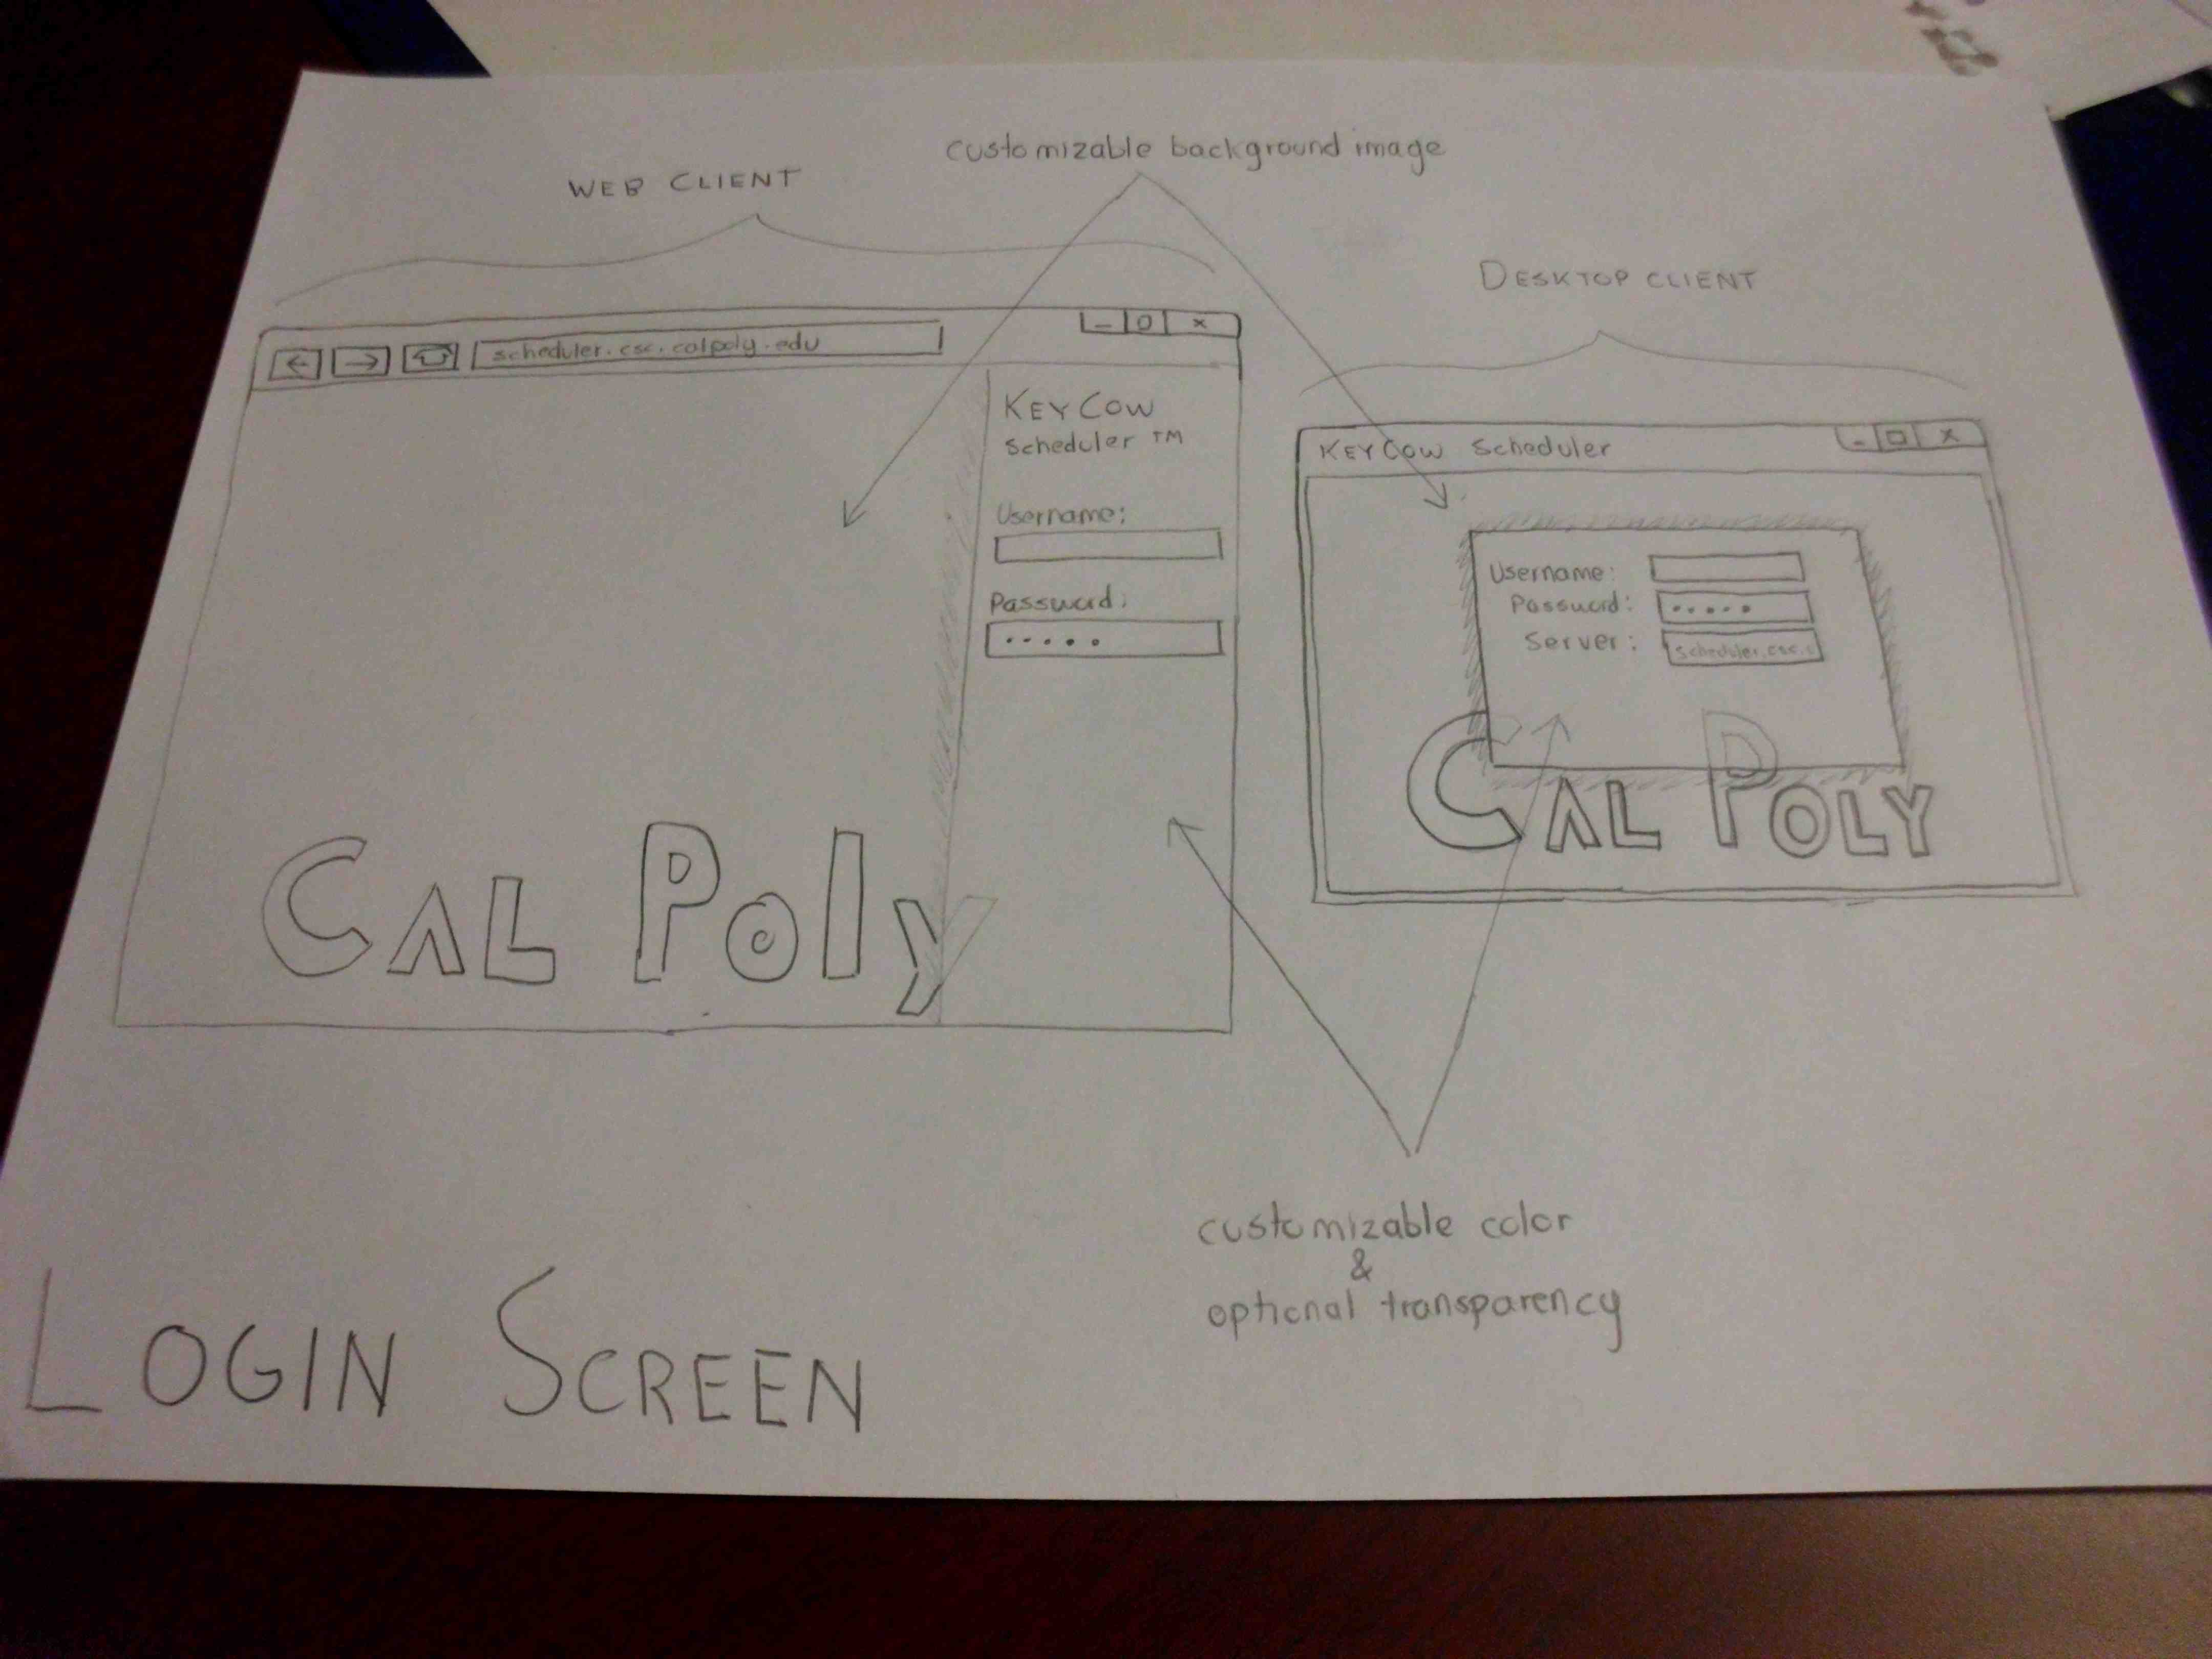 customizable background image
WEB CLIENT
DESKTOP CLIENT
scheduler.csc.calpoly.edu
KEYCOW
Scheduler TM
Username:
Password:
CAL Poly
KEYCOW Scheduler
Username:
Password:
Server: scheduler.csc.c
CAL POLY
customizable color
&
optional transparency
LOGIN SCREEN